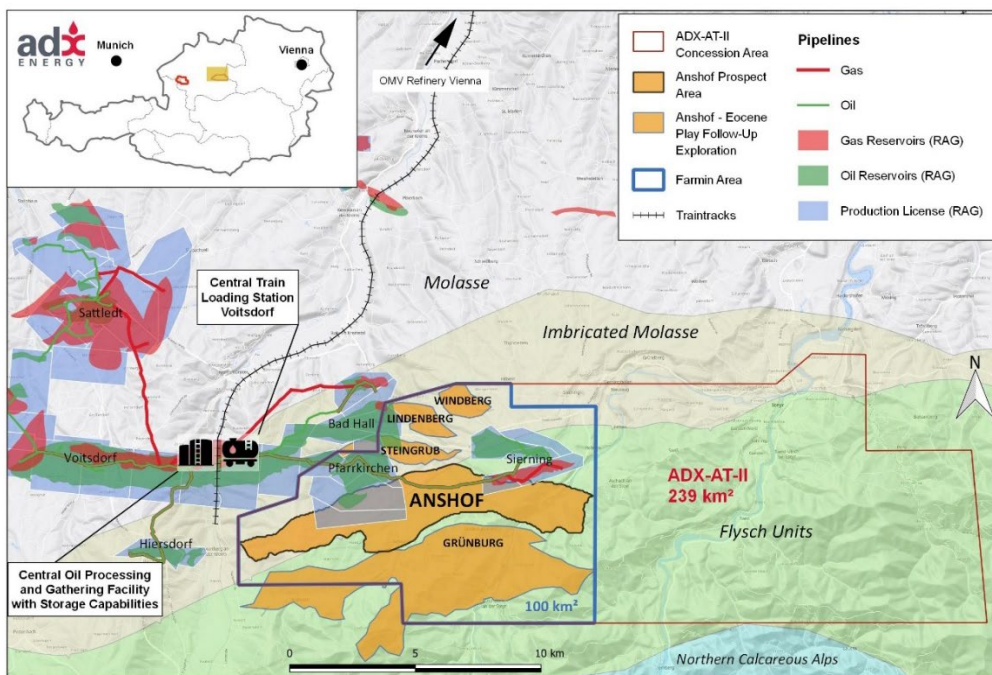 adx
ENERGY
Munich
Vienna
OMV Refinery Vienna
ADX-AT-II
Concession Area
Anshof Prospect
Area
Anshof - Eocene
Play Follow-Up
Exploration
Farmin Area
Traintracks
Pipelines
Gas
Oil
Gas Reservoirs (RAG)
Oil Reservoirs (RAG)
Production License (RAG)
Central Train
Loading Station
Voitsdorf
Sattledt
Molasse
Imbricated Molasse
N
WINDBERG
LINDENBERG
Bad Hall
STEINGRUB
Voitsdorf
Pfarrkirchen
Sierning
ANSHOF
ADX-AT-II
239 km²
Flysch Units
Hiersdorf
GRÜNBURG
Central Oil Processing
and Gathering Facility
with Storage Capabilities
100 km²
0 5 10 km
Northern Calcareous Alps